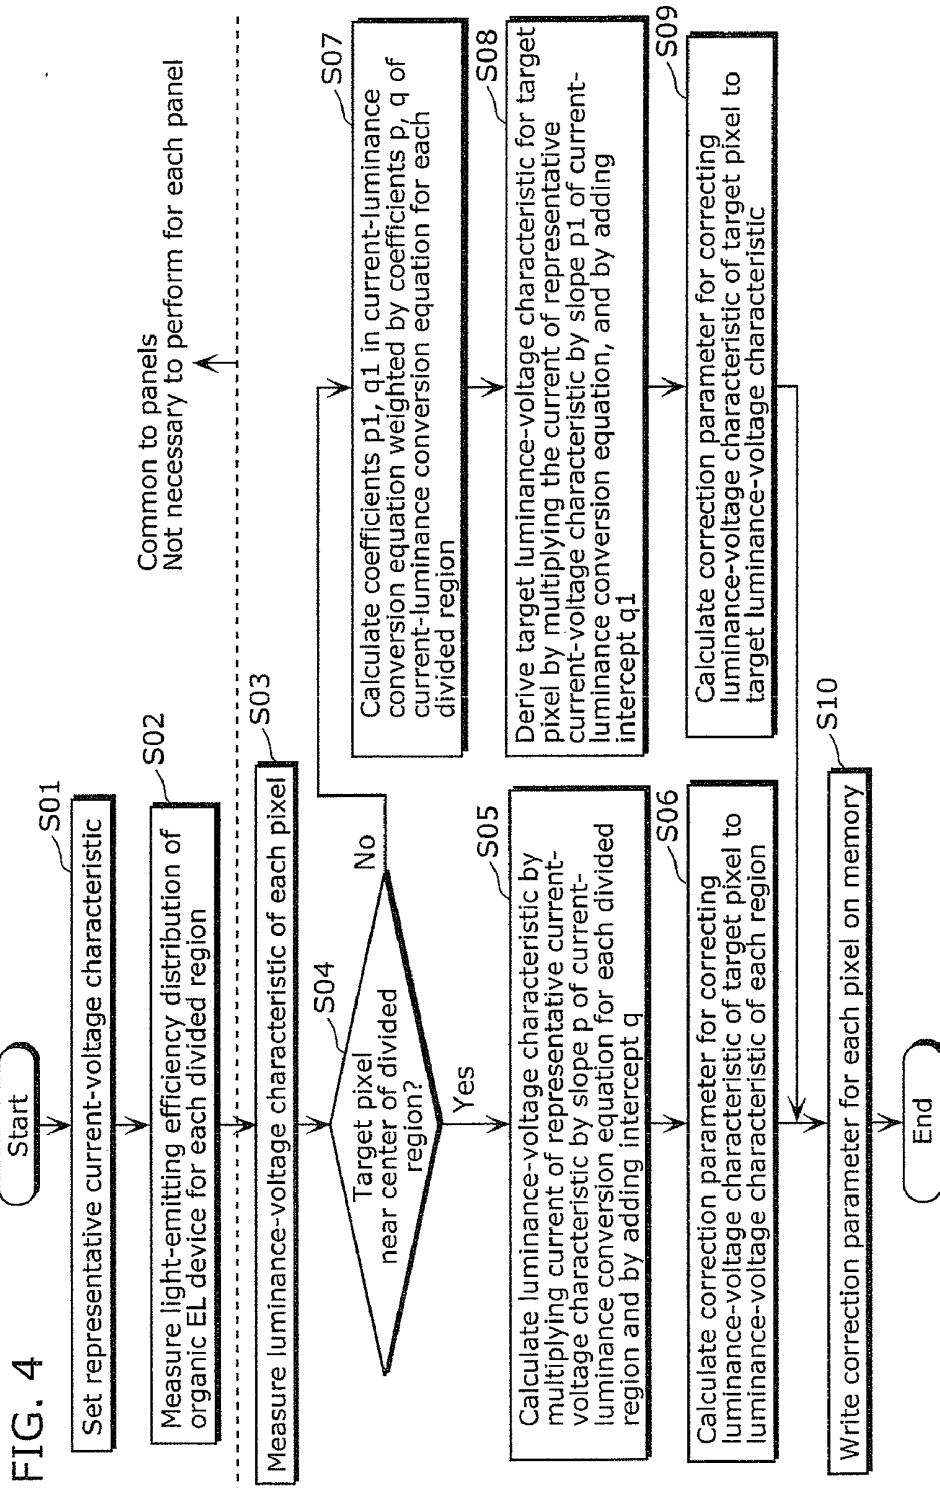 FIG. 4
Start
Common to panels
Not necessary to perform for each panel
S01
Set representative current-voltage characteristic
S02
Measure light-emitting efficiency distribution of
organic EL device for each divided region
S03
Measure luminance-voltage characteristic of each pixel
S04
Target pixel
near center of divided
region?
No
Yes
S05
Calculate luminance-voltage characteristic by
multiplying current of representative current-
voltage characteristic by slope p of current-
luminance conversion equation for each divided
region and by adding intercept q
S06
Calculate correction parameter for correcting
luminance-voltage characteristic of target pixel to
luminance-voltage characteristic of each region
S07
Calculate coefficients p1, q1 in current-luminance
conversion equation weighted by coefficients p, q of
current-luminance conversion equation for each
divided region
S08
Derive target luminance-voltage characteristic for target
pixel by multiplying the current of representative
current-voltage characteristic by slope p1 of current-
luminance conversion equation, and by adding
intercept q1
S09
Calculate correction parameter for correcting
luminance-voltage characteristic of target pixel to
target luminance-voltage characteristic
S10
Write correction parameter for each pixel on memory
End